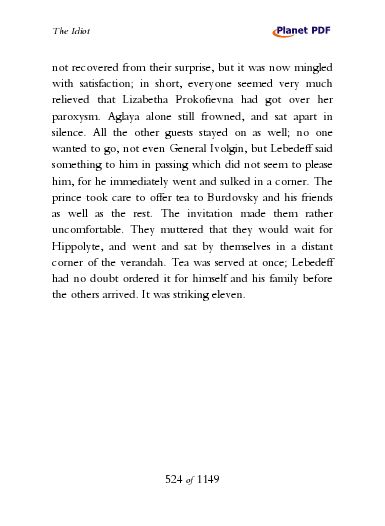 The Idiot
Planet PDF
not recovered from their surprise, but it was now mingled
with satisfaction; in short, everyone seemed very much
relieved that Lizabetha Prokofievna had got over her
paroxysm. Aglaya alone still frowned, and sat apart in
silence. All the other guests stayed on as well; no one
wanted to go, not even General Ivolgin, but Lebedeff said
something to him in passing which did not seem to please
him, for he immediately went and sulked in a corner. The
prince took care to offer tea to Burdovsky and his friends
as well as the rest. The invitation made them rather
uncomfortable. They muttered that they would wait for
Hippolyte, and went and sat by themselves in a distant
corner of the verandah. Tea was served at once; Lebedeff
had no doubt ordered it for himself and his family before
the others arrived. It was striking eleven.
524 of 1149